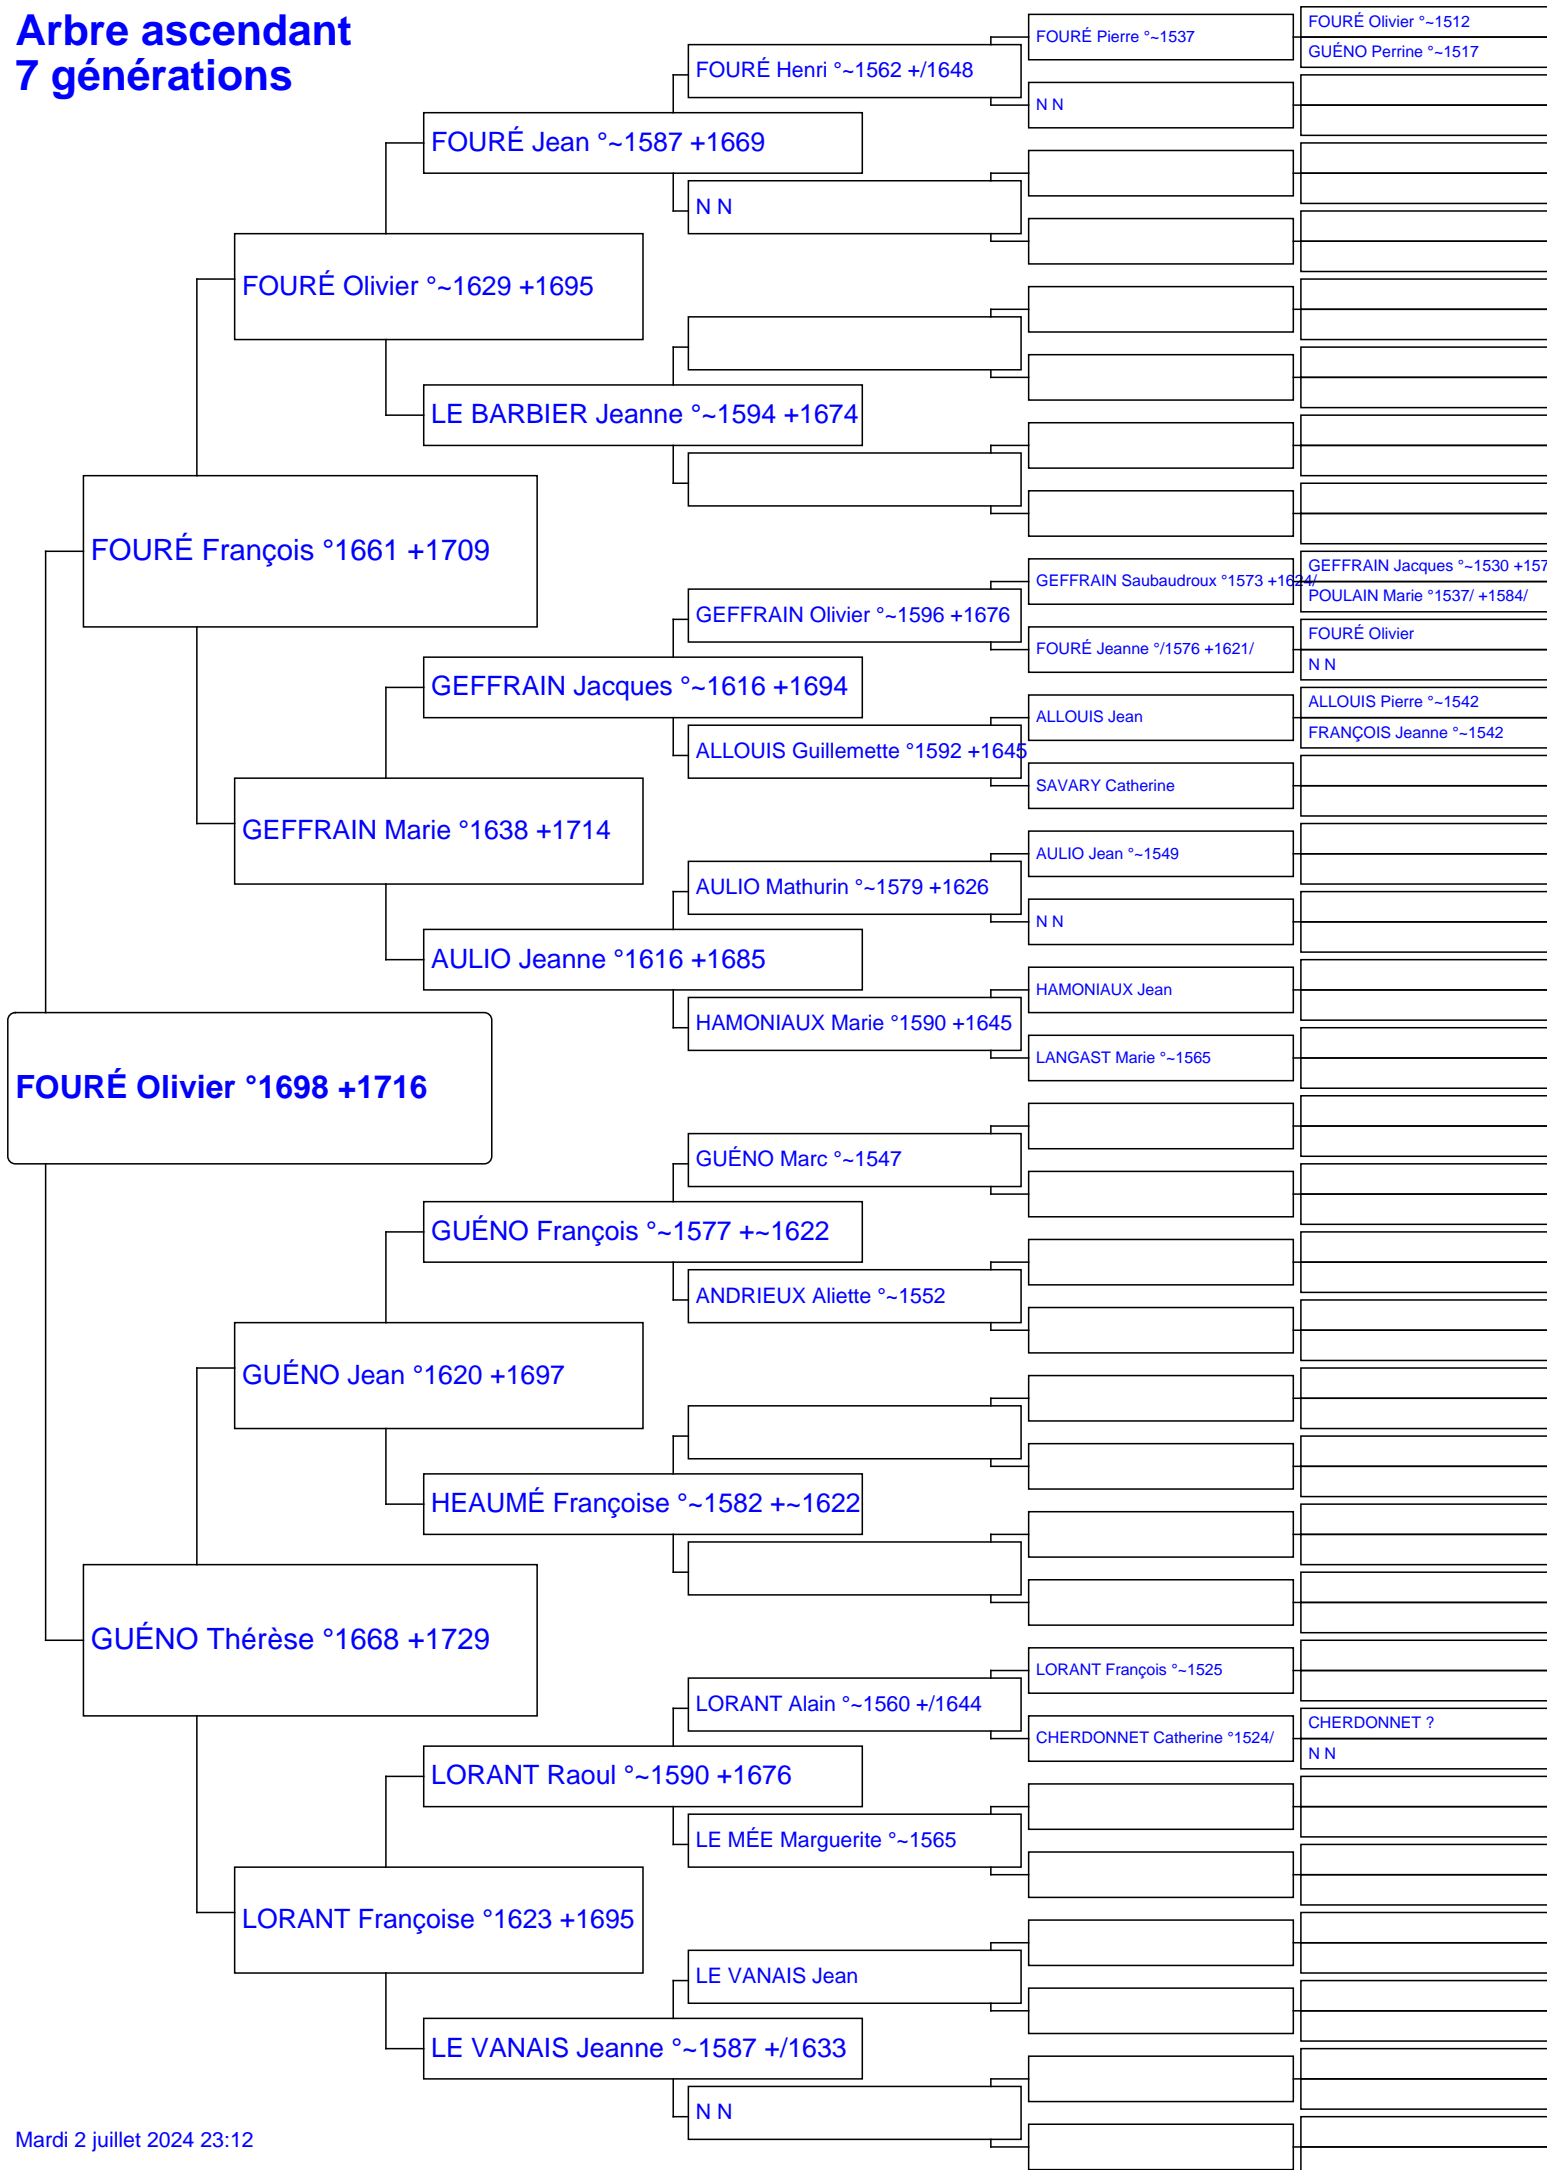 Arbre ascendant
7 générations
FOURÉ Olivier °~1512
FOURÉ Pierre °~1537
GUÉNO Perrine °~1517
FOURÉ Henri °~1562 +/1648
N N
FOURÉ Jean °~1587 +1669
N N
FOURÉ Olivier °~1629 +1695
LE BARBIER Jeanne °~1594 +1674
FOURÉ François °1661 +1709
GEFFRAIN Jacques °~1530 +157
GEFFRAIN Saubaudroux °1573 +1624/
POULAIN Marie °1537/ +1584/
GEFFRAIN Olivier °~1596 +1676
FOURÉ Olivier
FOURÉ Jeanne °/1576 +1621/
N N
GEFFRAIN Jacques °~1616 +1694
ALLOUIS Pierre °~1542
ALLOUIS Jean
FRANÇOIS Jeanne °~1542
ALLOUIS Guillemette °1592 +1645
SAVARY Catherine
GEFFRAIN Marie °1638 +1714
AULIO Jean °~1549
AULIO Mathurin °~1579 +1626
N N
AULIO Jeanne °1616 +1685
HAMONIAUX Jean
HAMONIAUX Marie °1590 +1645
LANGAST Marie °~1565
FOURÉ Olivier °1698 +1716
GUÉNO Marc °~1547
GUÉNO François °~1577 +~1622
ANDRIEUX Aliette °~1552
GUÉNO Jean °1620 +1697
HEAUMÉ Françoise °~1582 +~1622
GUÉNO Thérèse °1668 +1729
LORANT François °~1525
LORANT Alain °~1560 +/1644
CHERDONNET ?
CHERDONNET Catherine °1524/
N N
LORANT Raoul °~1590 +1676
LE MÉE Marguerite °~1565
LORANT Françoise °1623 +1695
LE VANAIS Jean
LE VANAIS Jeanne °~1587 +/1633
N N
Mardi 2 juillet 2024 23:12